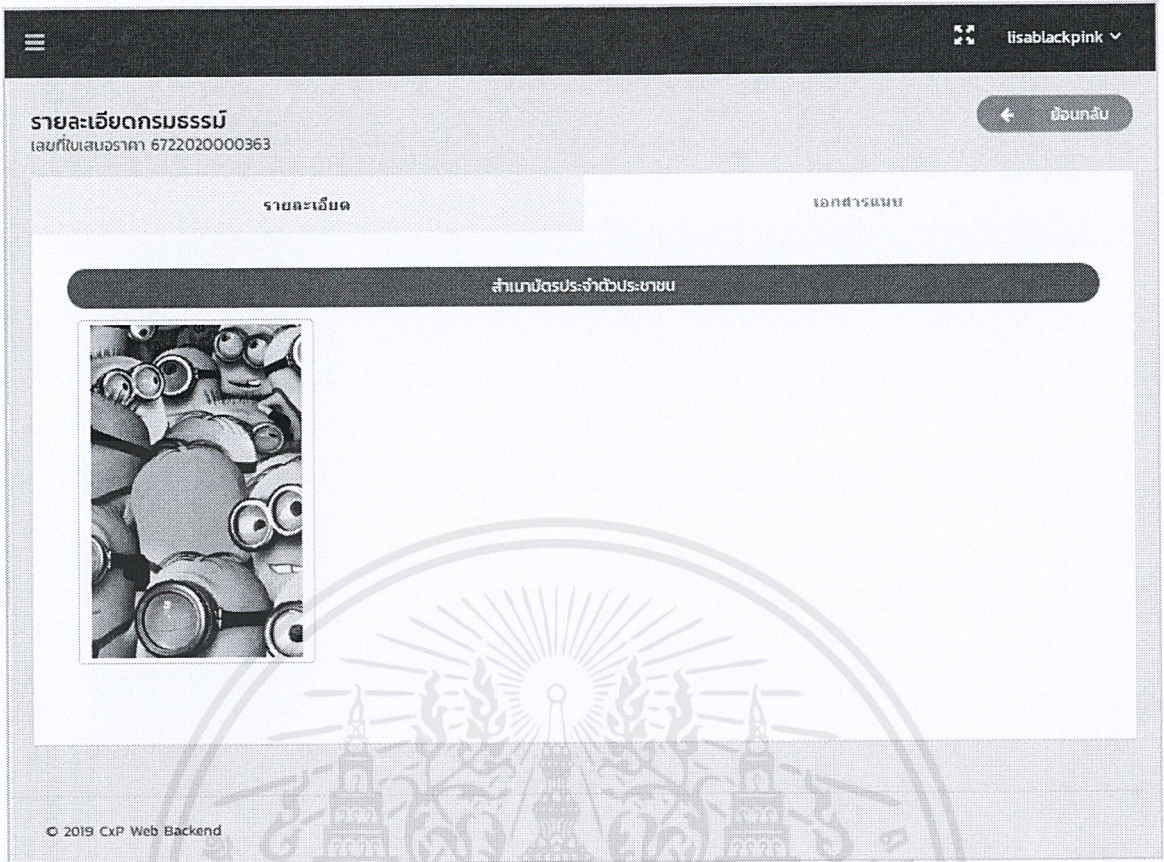 lisablackpink
รายละเอียดกรมธรรม์
ย้อนกลับ
เลขที่ใบเสนอราคา 6722020000363
รายละเอียด
เอกสารแนบ
สำเนาบัตรประจำตัวประชาชน
© 2019 CxP Web Backend